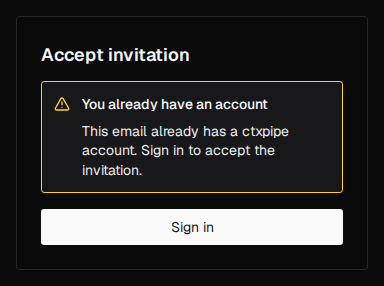 Accept invitation
You already have an account
This email already has a ctxpipe
account. Sign in to accept the
invitation.
Sign in